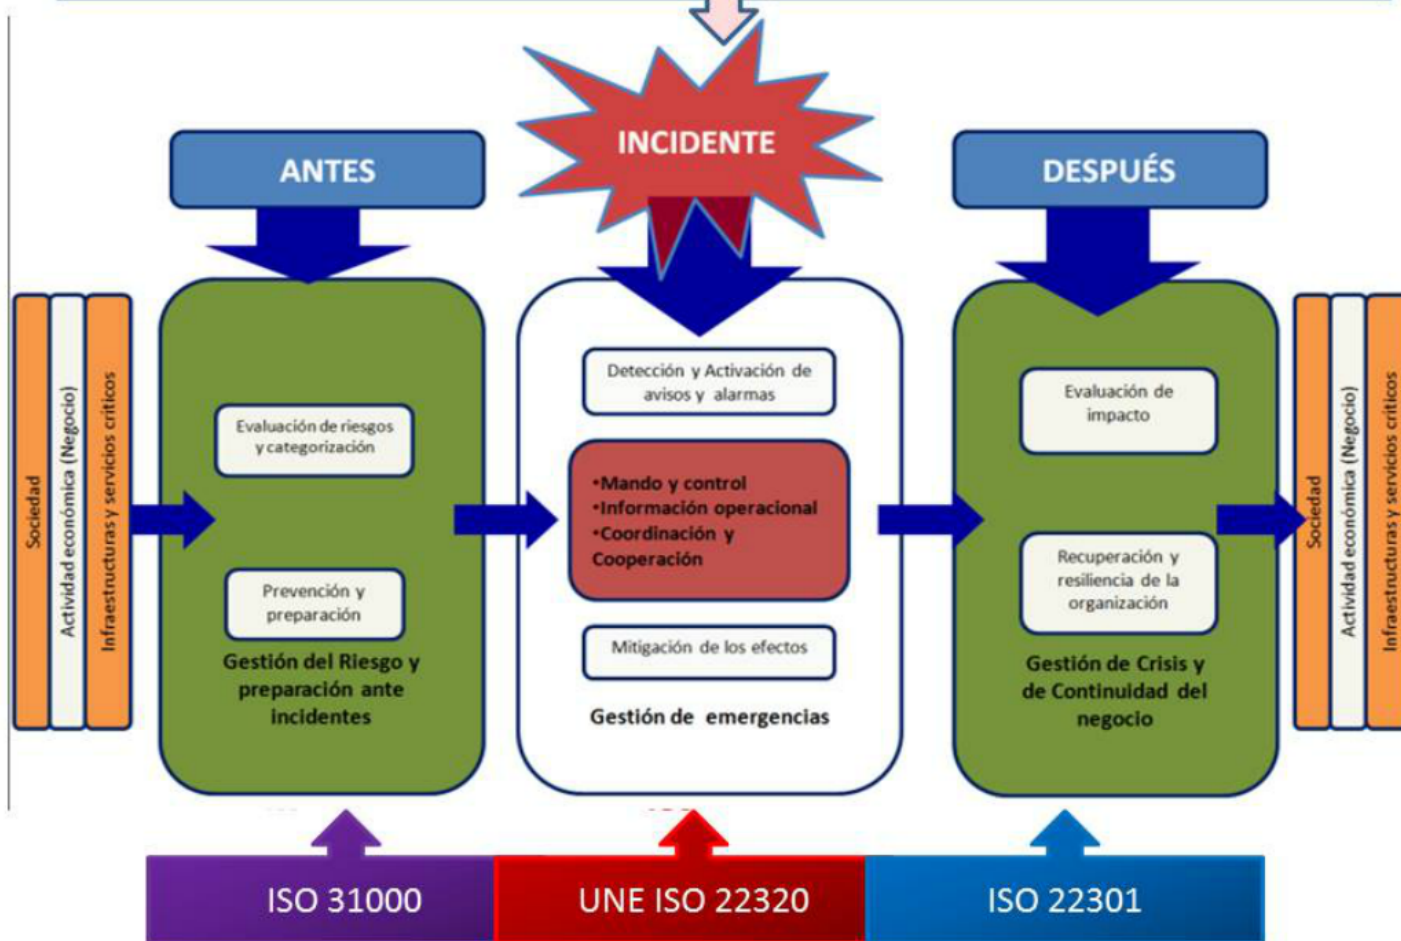 INCIDENTE
ANTES
DESPUÉS
Sociedad
Actividad económica (Negocio)
Infraestructuras y servicios críticos
Evaluación de riesgos
y categorización
Prevención y
preparación
Gestión del Riesgo y
preparación ante
incidentes
Detección y Activación de
avisos y alarmas
•Mando y control
•Información operacional
•Coordinación y
Cooperación
Mitigación de los efectos
Gestión de emergencias
Evaluación de
impacto
Recuperación y
resiliencia de la
organización
Gestión de Crisis y
de Continuidad del
negocio
Sociedad
Actividad económica (Negocio)
Infraestructuras y servicios críticos
ISO 31000
UNE ISO 22320
ISO 22301